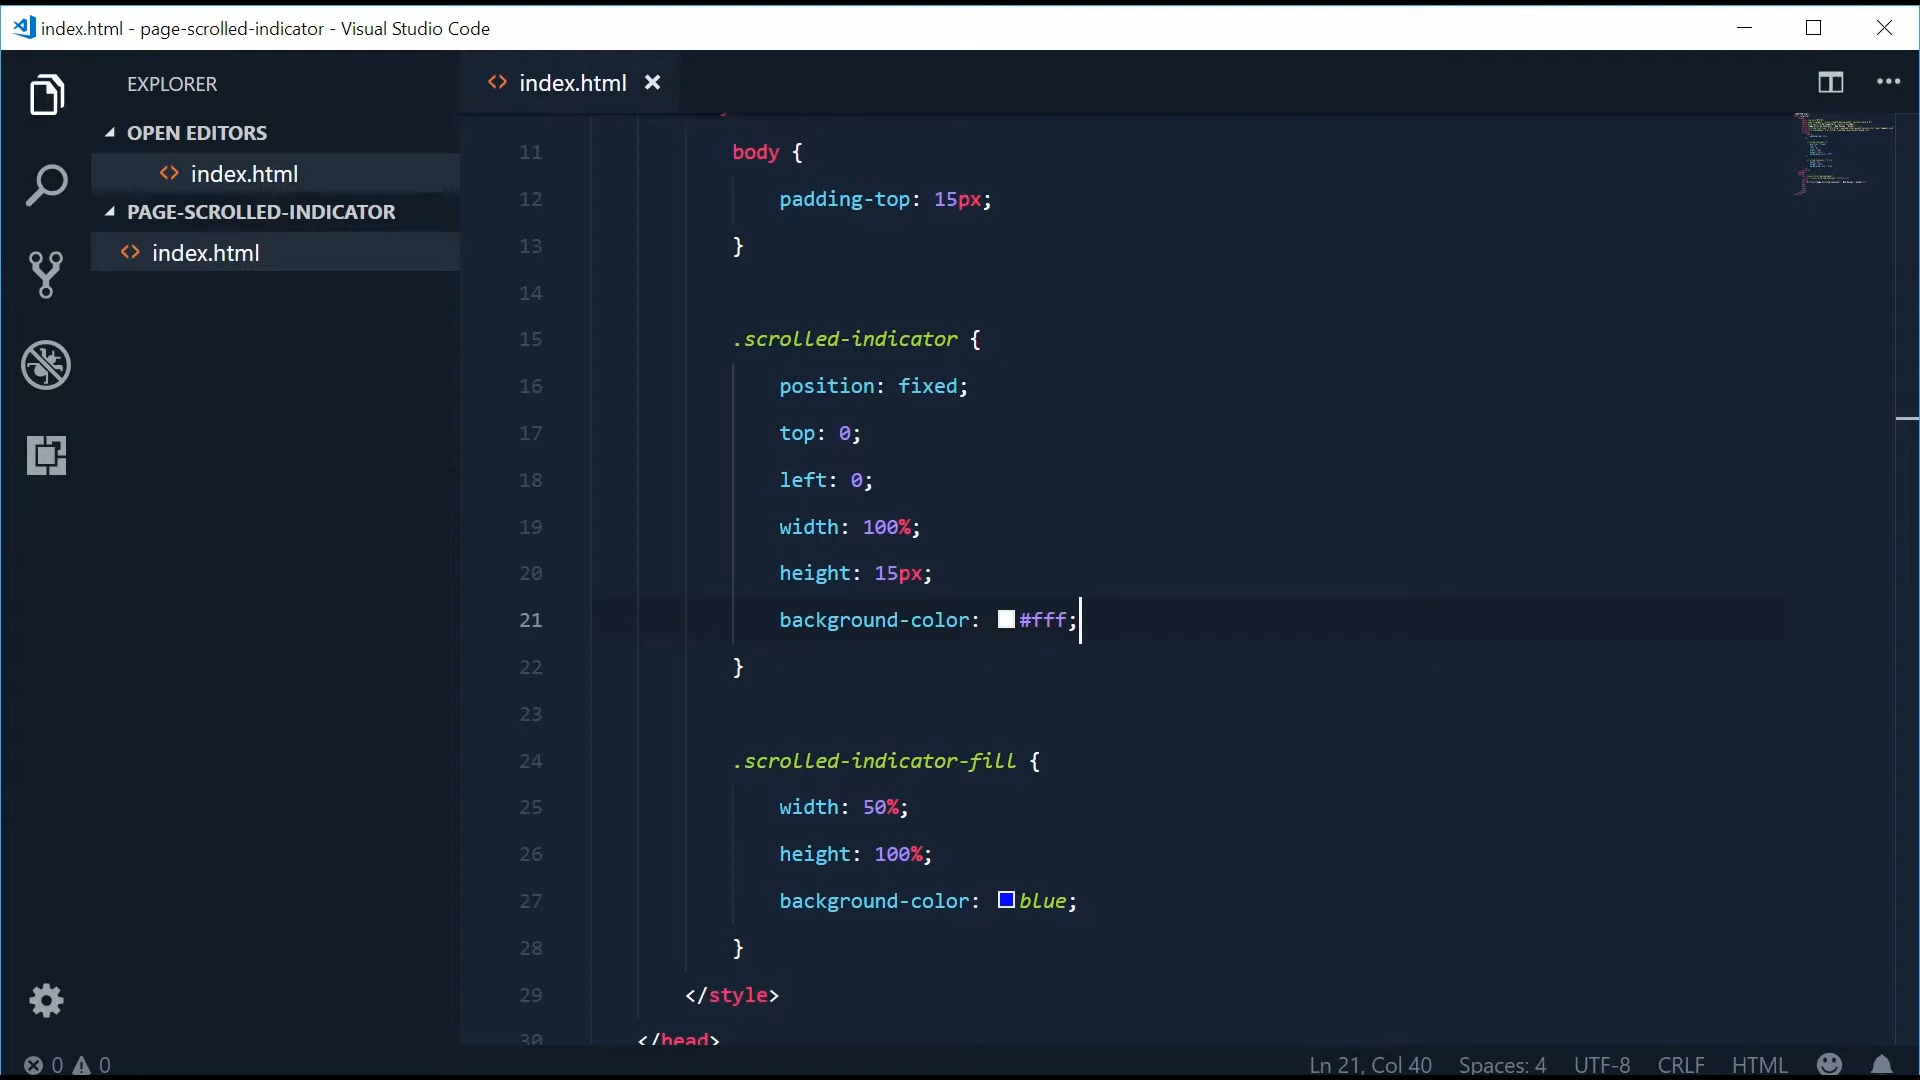 index.html - page-scrolled-indicator - Visual Studio Code
EXPLORER
OPEN EDITORS
index.html
PAGE-SCROLLED-INDICATOR
index.html
index.html
11 body {
12 padding-top: 15px;
13 }
14
15 .scrolled-indicator {
16 position: fixed;
17 top: 0;
18 left: 0;
19 width: 100%;
20 height: 15px;
21 background-color: #fff;
22 }
23
24 .scrolled-indicator-fill {
25 width: 50%;
26 height: 100%;
27 background-color: blue;
28 }
29 </style>
30 </head>
0 0
Ln 21, Col 40 Spaces: 4 UTF-8 CRLF HTML